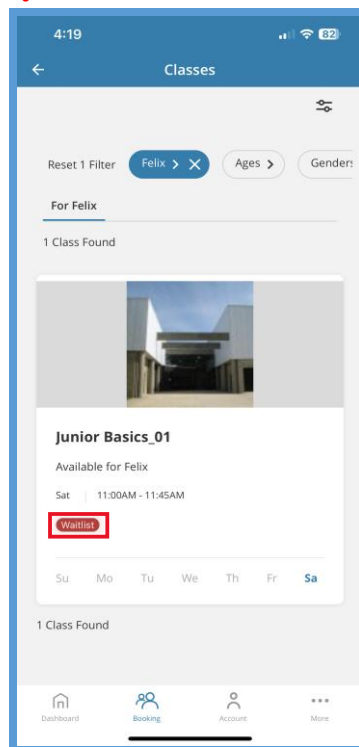 4:19 82
Classes
Reset 1 Filter Felix Ages Genders
For Felix
1 Class Found
Junior Basics_01
Available for Felix
Sat 11:00AM - 11:45AM
Waitlist
Su Mo Tu We Th Fr Sa
1 Class Found
Dashboard Booking Account More